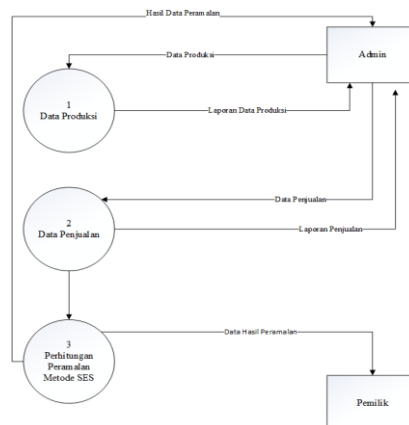 Hasil Data Peramalan
Data Produksi
Admin
1
Data Produksi
Laporan Data Produksi
Data Penjualan
2
Data Penjualan
Laporan Penjualan
3
Perhitungan
Peramalan
Metode SES
Data Hasil Peramalan
Pemilik